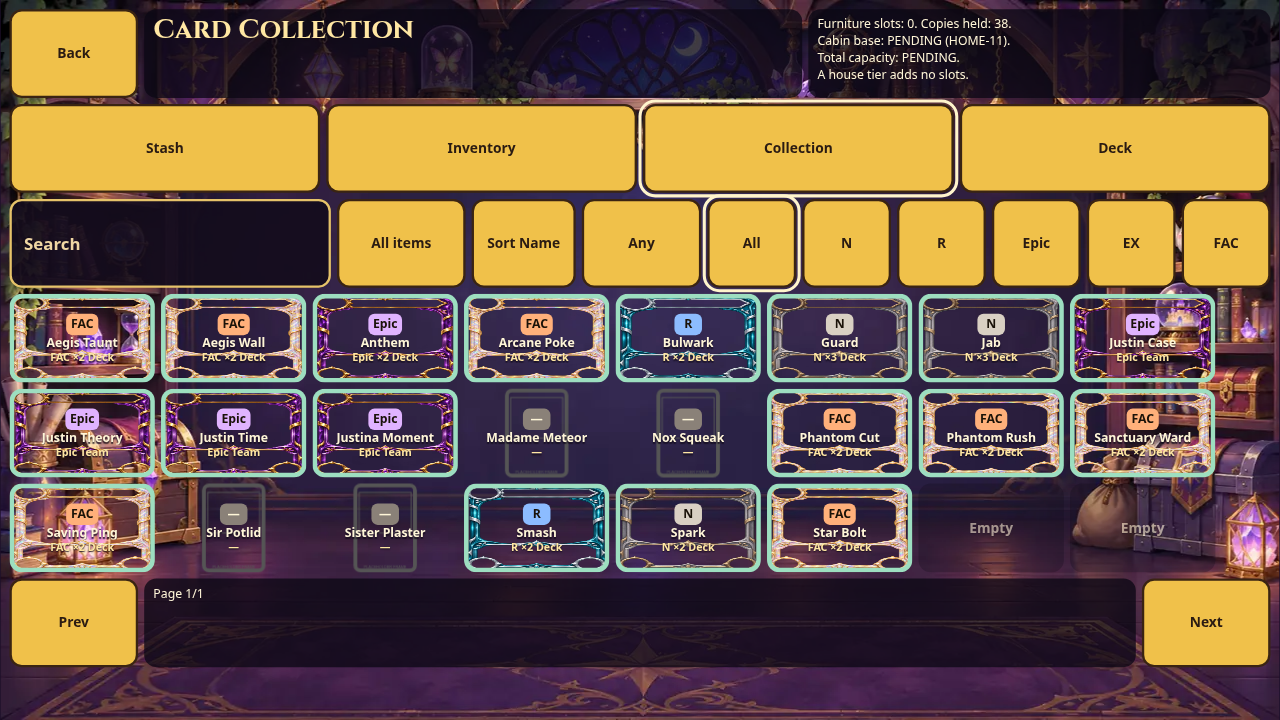 Back
Card Collection
Furniture slots: 0. Copies held: 38.
Cabin base: PENDING (HOME-11).
Total capacity: PENDING.
A house tier adds no slots.
Stash
Inventory
Collection
Deck
Search
All items
Sort Name
Any
All
N
R
Epic
EX
FAC
FAC
Aegis Taunt
FAC ×2 Deck
FAC
Aegis Wall
FAC ×2 Deck
Epic
Anthem
Epic ×2 Deck
FAC
Arcane Poke
FAC ×2 Deck
R
Bulwark
R ×2 Deck
N
Guard
N ×3 Deck
N
Jab
N ×3 Deck
Epic
Justin Case
Epic Team
Epic
Justin Theory
Epic Team
Epic
Justin Time
Epic Team
Epic
Justina Moment
Epic Team
—
Madame Meteor
—
—
Nox Squeak
—
FAC
Phantom Cut
FAC ×2 Deck
FAC
Phantom Rush
FAC ×2 Deck
FAC
Sanctuary Ward
FAC ×2 Deck
FAC
Saving Ping
FAC ×2 Deck
—
Sir Potlid
—
—
Sister Plaster
—
R
Smash
R ×2 Deck
N
Spark
N ×2 Deck
FAC
Star Bolt
FAC ×2 Deck
Empty
Empty
Prev
Page 1/1
Next